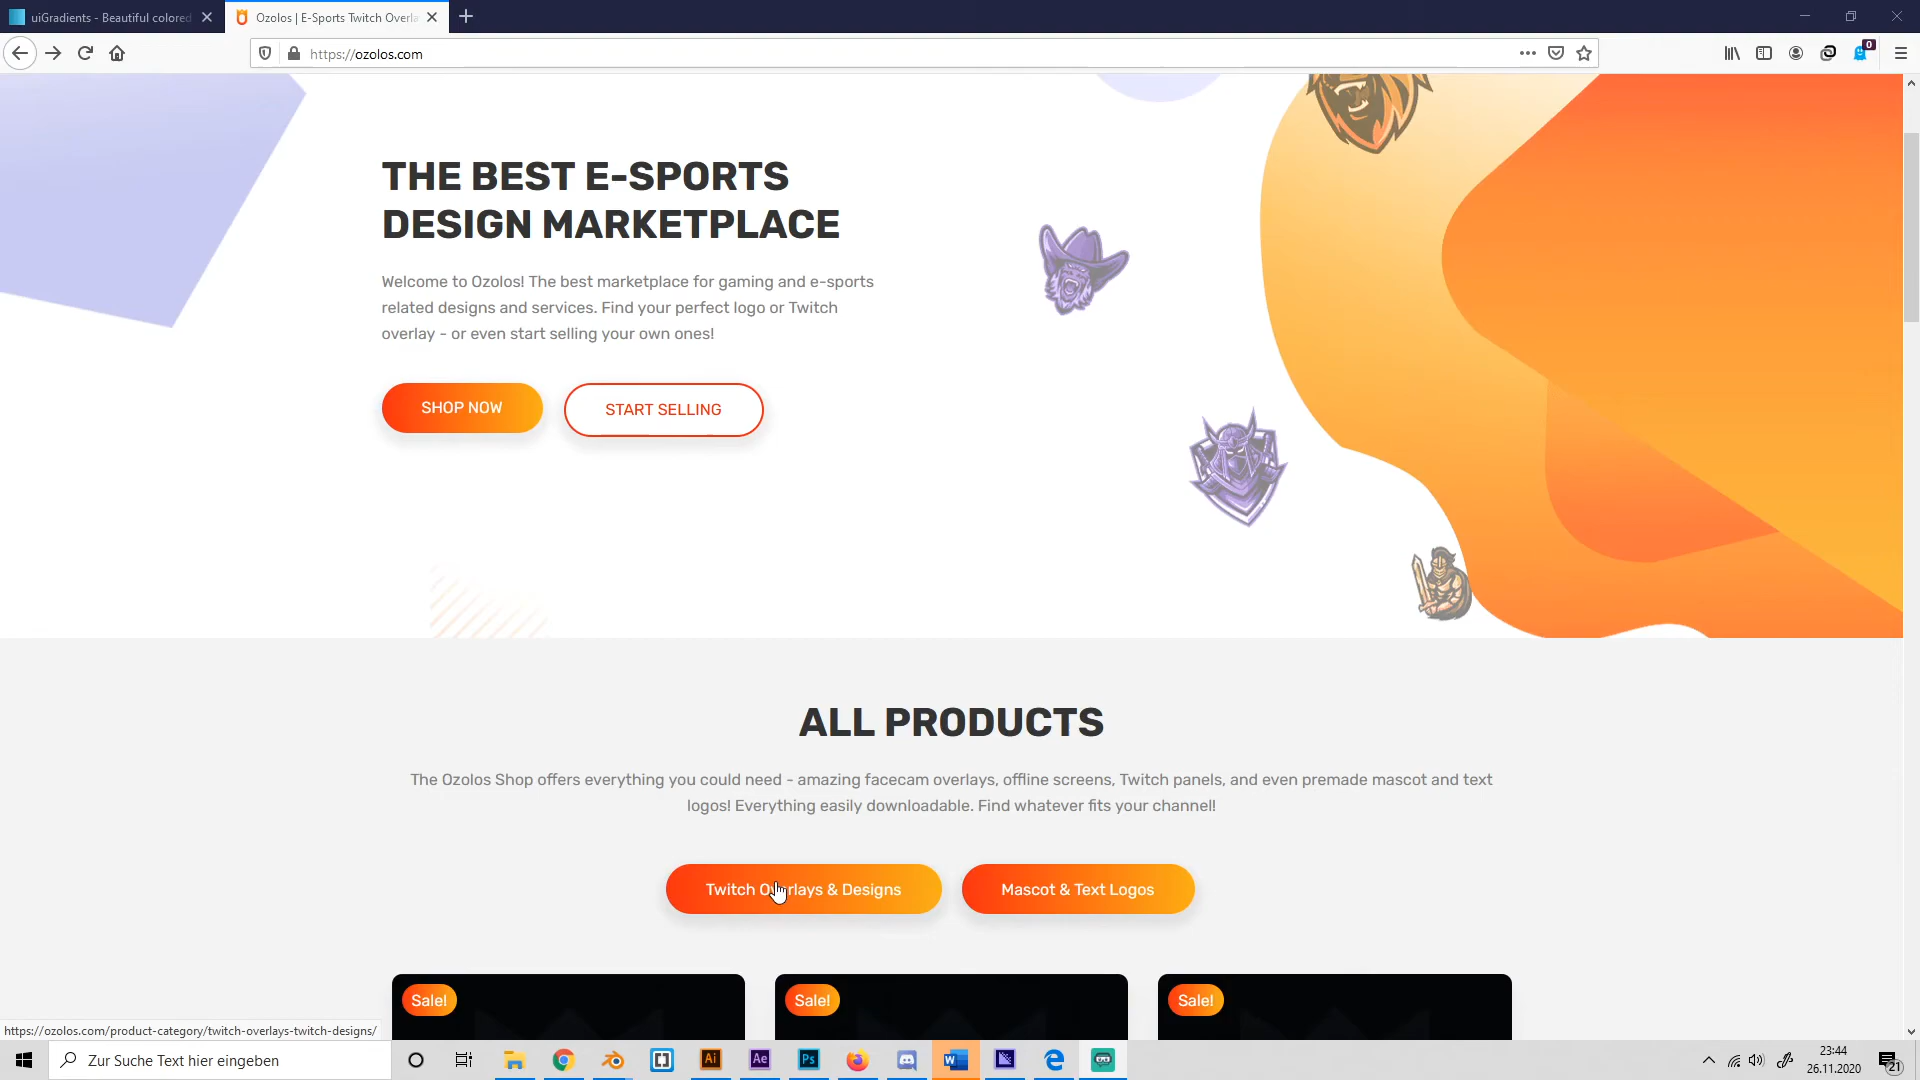 uiGradients - Beautiful colored
Ozolos | E-Sports Twitch Overla
https://ozolos.com
0
THE BEST E-SPORTS
DESIGN MARKETPLACE
Welcome to Ozolos! The best marketplace for gaming and e-sports
related designs and services. Find your perfect logo or Twitch
overlay - or even start selling your own ones!
SHOP NOW
START SELLING
ALL PRODUCTS
The Ozolos Shop offers everything you could need - amazing facecam overlays, offline screens, Twitch panels, and even premade mascot and text
logos! Everything easily downloadable. Find whatever fits your channel!
Twitch Overlays & Designs
Mascot & Text Logos
Sale!
Sale!
Sale!
https://ozolos.com/product-category/twitch-overlays-twitch-designs/
Zur Suche Text hier eingeben
Ai
Ae
Ps
W
23:44
26.11.2020
21